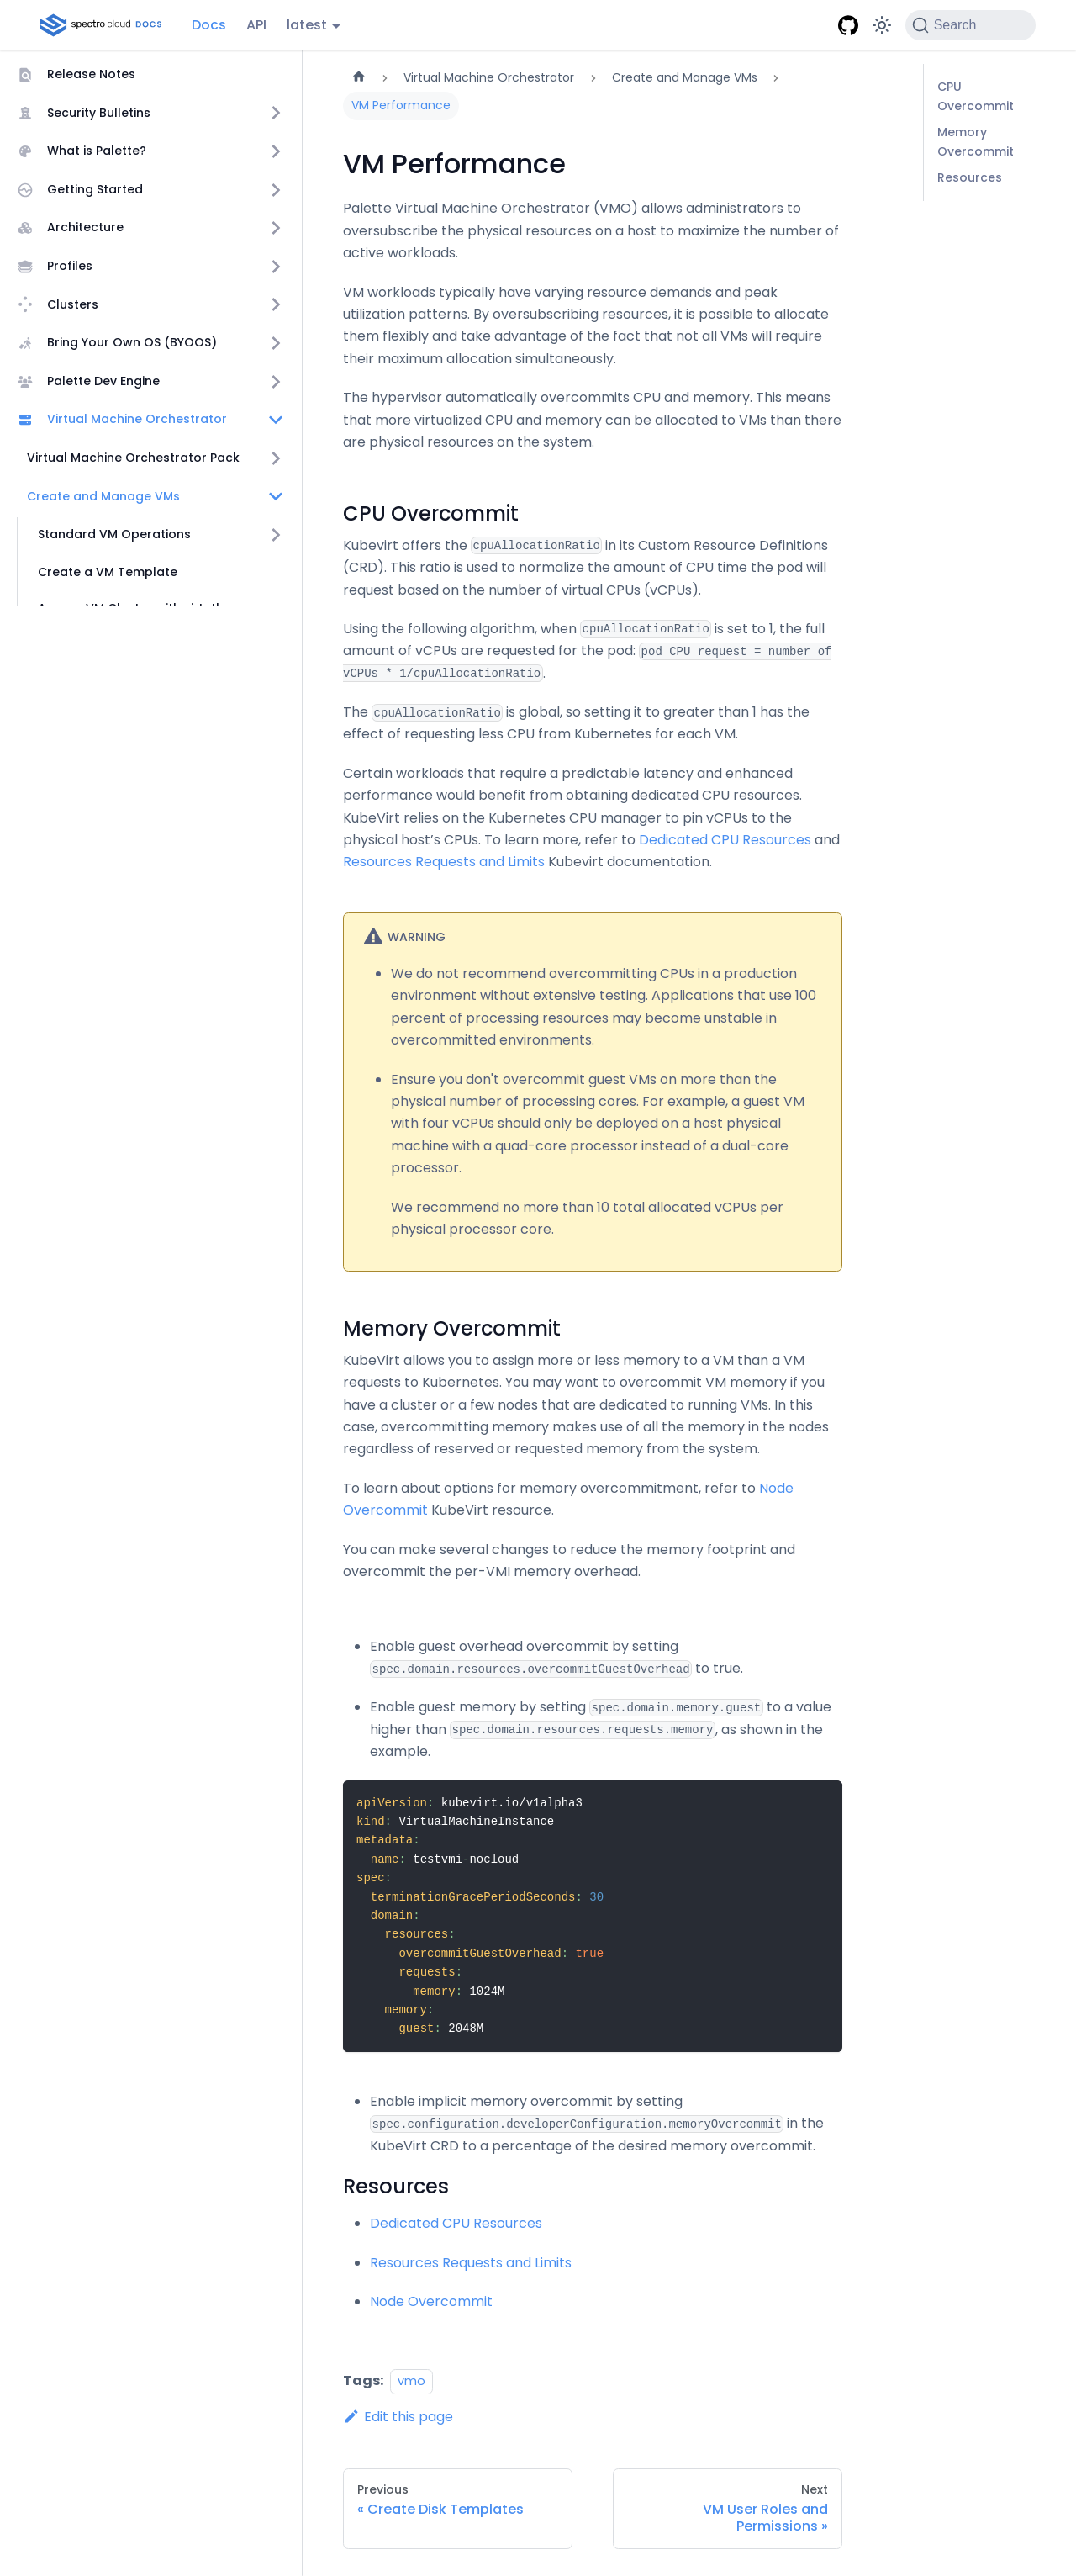 spectro cloud DOCS
Docs
API
latest
Search
Release Notes
Security Bulletins
What is Palette?
Getting Started
Architecture
Profiles
Clusters
Bring Your Own OS (BYOOS)
Palette Dev Engine
Virtual Machine Orchestrator
Virtual Machine Orchestrator Pack
Create and Manage VMs
Standard VM Operations
Create a VM Template
Virtual Machine Orchestrator
Create and Manage VMs
VM Performance
VM Performance
Palette Virtual Machine Orchestrator (VMO) allows administrators to
oversubscribe the physical resources on a host to maximize the number of
active workloads.
VM workloads typically have varying resource demands and peak
utilization patterns. By oversubscribing resources, it is possible to allocate
them flexibly and take advantage of the fact that not all VMs will require
their maximum allocation simultaneously.
The hypervisor automatically overcommits CPU and memory. This means
that more virtualized CPU and memory can be allocated to VMs than there
are physical resources on the system.
CPU Overcommit
Kubevirt offers the cpuAllocationRatio in its Custom Resource Definitions
(CRD). This ratio is used to normalize the amount of CPU time the pod will
request based on the number of virtual CPUs (vCPUs).
Using the following algorithm, when cpuAllocationRatio is set to 1, the full
amount of vCPUs are requested for the pod: pod CPU request = number of
vCPUs * 1/cpuAllocationRatio.
The cpuAllocationRatio is global, so setting it to greater than 1 has the
effect of requesting less CPU from Kubernetes for each VM.
Certain workloads that require a predictable latency and enhanced
performance would benefit from obtaining dedicated CPU resources.
KubeVirt relies on the Kubernetes CPU manager to pin vCPUs to the
physical host’s CPUs. To learn more, refer to Dedicated CPU Resources and
Resources Requests and Limits Kubevirt documentation.
WARNING
• We do not recommend overcommitting CPUs in a production
environment without extensive testing. Applications that use 100
percent of processing resources may become unstable in
overcommitted environments.
• Ensure you don't overcommit guest VMs on more than the
physical number of processing cores. For example, a guest VM
with four vCPUs should only be deployed on a host physical
machine with a quad-core processor instead of a dual-core
processor.
We recommend no more than 10 total allocated vCPUs per
physical processor core.
Memory Overcommit
KubeVirt allows you to assign more or less memory to a VM than a VM
requests to Kubernetes. You may want to overcommit VM memory if you
have a cluster or a few nodes that are dedicated to running VMs. In this
case, overcommitting memory makes use of all the memory in the nodes
regardless of reserved or requested memory from the system.
To learn about options for memory overcommitment, refer to Node
Overcommit KubeVirt resource.
You can make several changes to reduce the memory footprint and
overcommit the per-VMI memory overhead.
• Enable guest overhead overcommit by setting
spec.domain.resources.overcommitGuestOverhead to true.
• Enable guest memory by setting spec.domain.memory.guest to a value
higher than spec.domain.resources.requests.memory, as shown in the
example.
apiVersion: kubevirt.io/v1alpha3
kind: VirtualMachineInstance
metadata:
name: testvmi-nocloud
spec:
terminationGracePeriodSeconds: 30
domain:
resources:
overcommitGuestOverhead: true
requests:
memory: 1024M
memory:
guest: 2048M
• Enable implicit memory overcommit by setting
spec.configuration.developerConfiguration.memoryOvercommit in the
KubeVirt CRD to a percentage of the desired memory overcommit.
Resources
• Dedicated CPU Resources
• Resources Requests and Limits
• Node Overcommit
Tags: vmo
Edit this page
Previous
« Create Disk Templates
Next
VM User Roles and
Permissions »
CPU
Overcommit
Memory
Overcommit
Resources